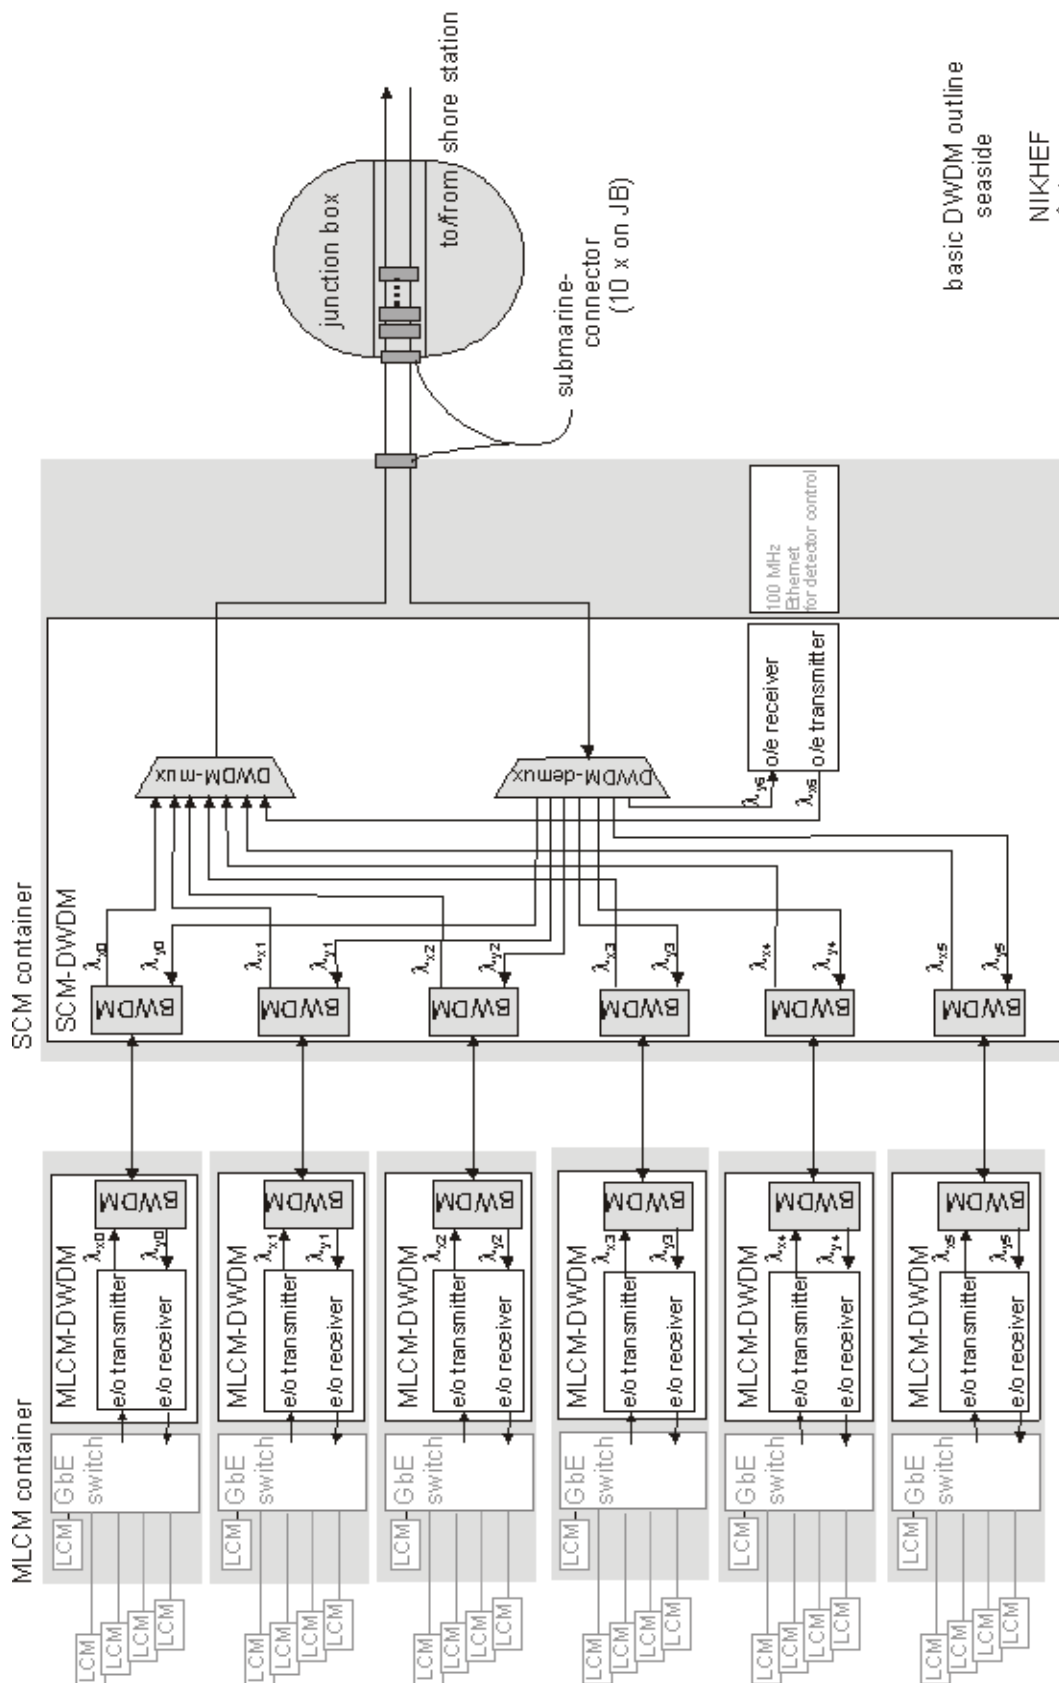 MLCM container
SCM container
LCM
GbE
switch
MLCM-DWDM
LCM
LCM
LCM
LCM
e/o transmitter
e/o receiver
λx0
λy0
BWDM
SCM-DWDM
BWDM
λx0
λy0
LCM
GbE
switch
MLCM-DWDM
LCM
LCM
LCM
LCM
e/o transmitter
e/o receiver
λx1
λy1
BWDM
BWDM
λx1
λy1
DWDM-mux
LCM
GbE
switch
MLCM-DWDM
LCM
LCM
LCM
LCM
e/o transmitter
e/o receiver
λx2
λy2
BWDM
BWDM
λx2
λy2
junction box
to/from shore station
LCM
GbE
switch
MLCM-DWDM
LCM
LCM
LCM
LCM
e/o transmitter
e/o receiver
λx3
λy3
BWDM
BWDM
λx3
λy3
DWDM-demux
submarine-
connector
(10 x on JB)
LCM
GbE
switch
MLCM-DWDM
LCM
LCM
LCM
LCM
e/o transmitter
e/o receiver
λx4
λy4
BWDM
BWDM
λx4
λy4
λy6
λx6
o/e receiver
o/e transmitter
100 MHz
Ethernet
for detector control
LCM
GbE
switch
MLCM-DWDM
LCM
LCM
LCM
LCM
e/o transmitter
e/o receiver
λx5
λy5
BWDM
BWDM
λx5
λy5
basic DWDM outline
seaside
NIKHEF